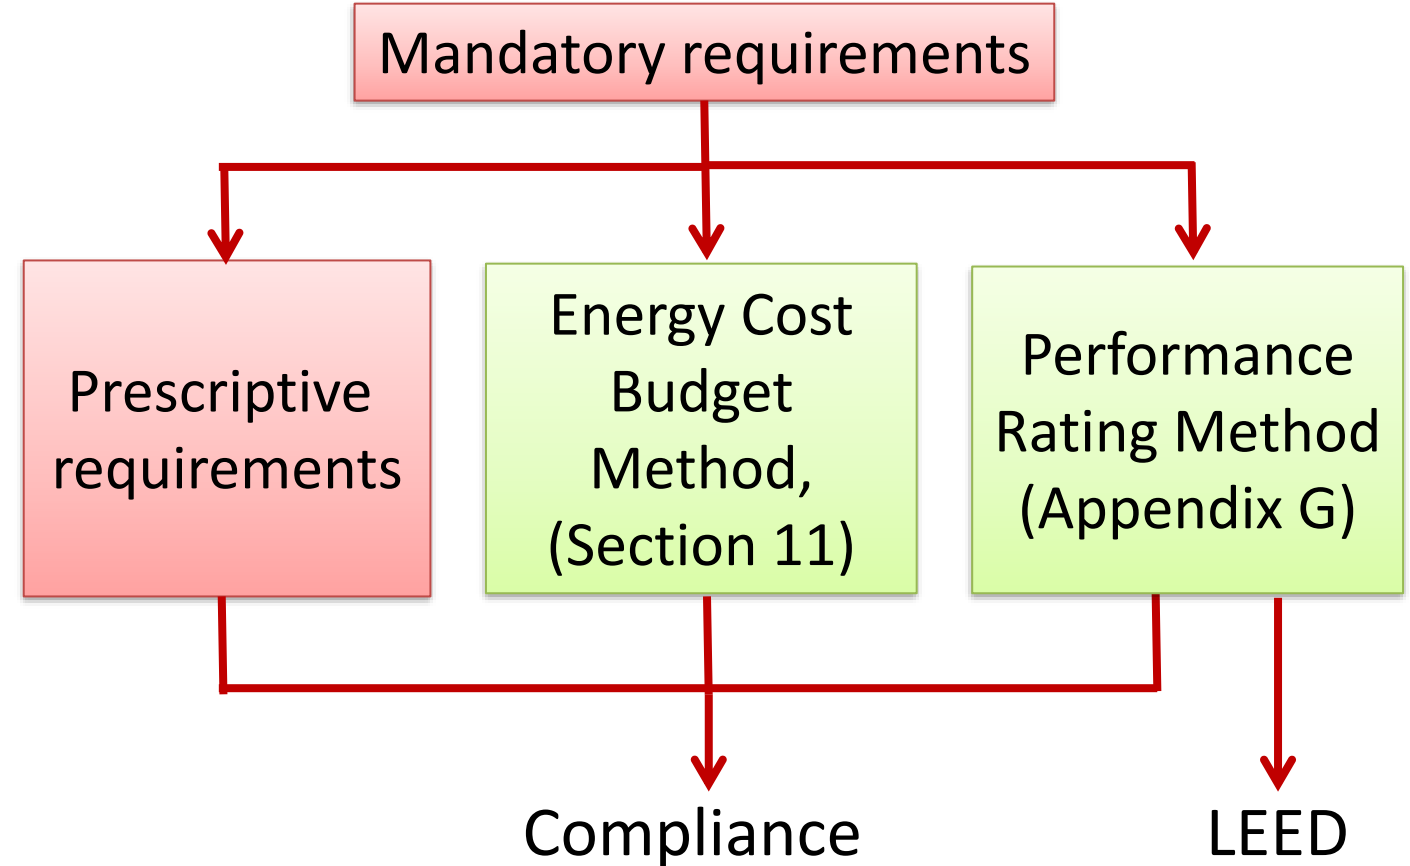 Mandatory requirements
Prescriptive
requirements
Energy Cost
Budget
Method,
(Section 11)
Performance
Rating Method
(Appendix G)
Compliance
LEED